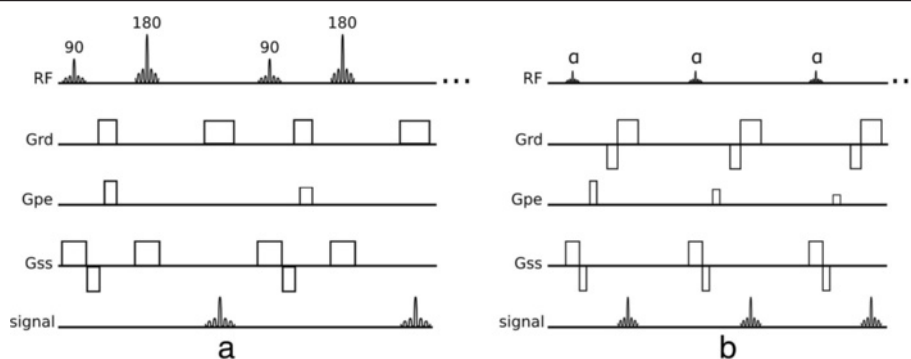 90 180 90 180
RF ...
Grd
Gpe
Gss
signal
a
α α α
RF ..
Grd
Gpe
Gss
signal
b